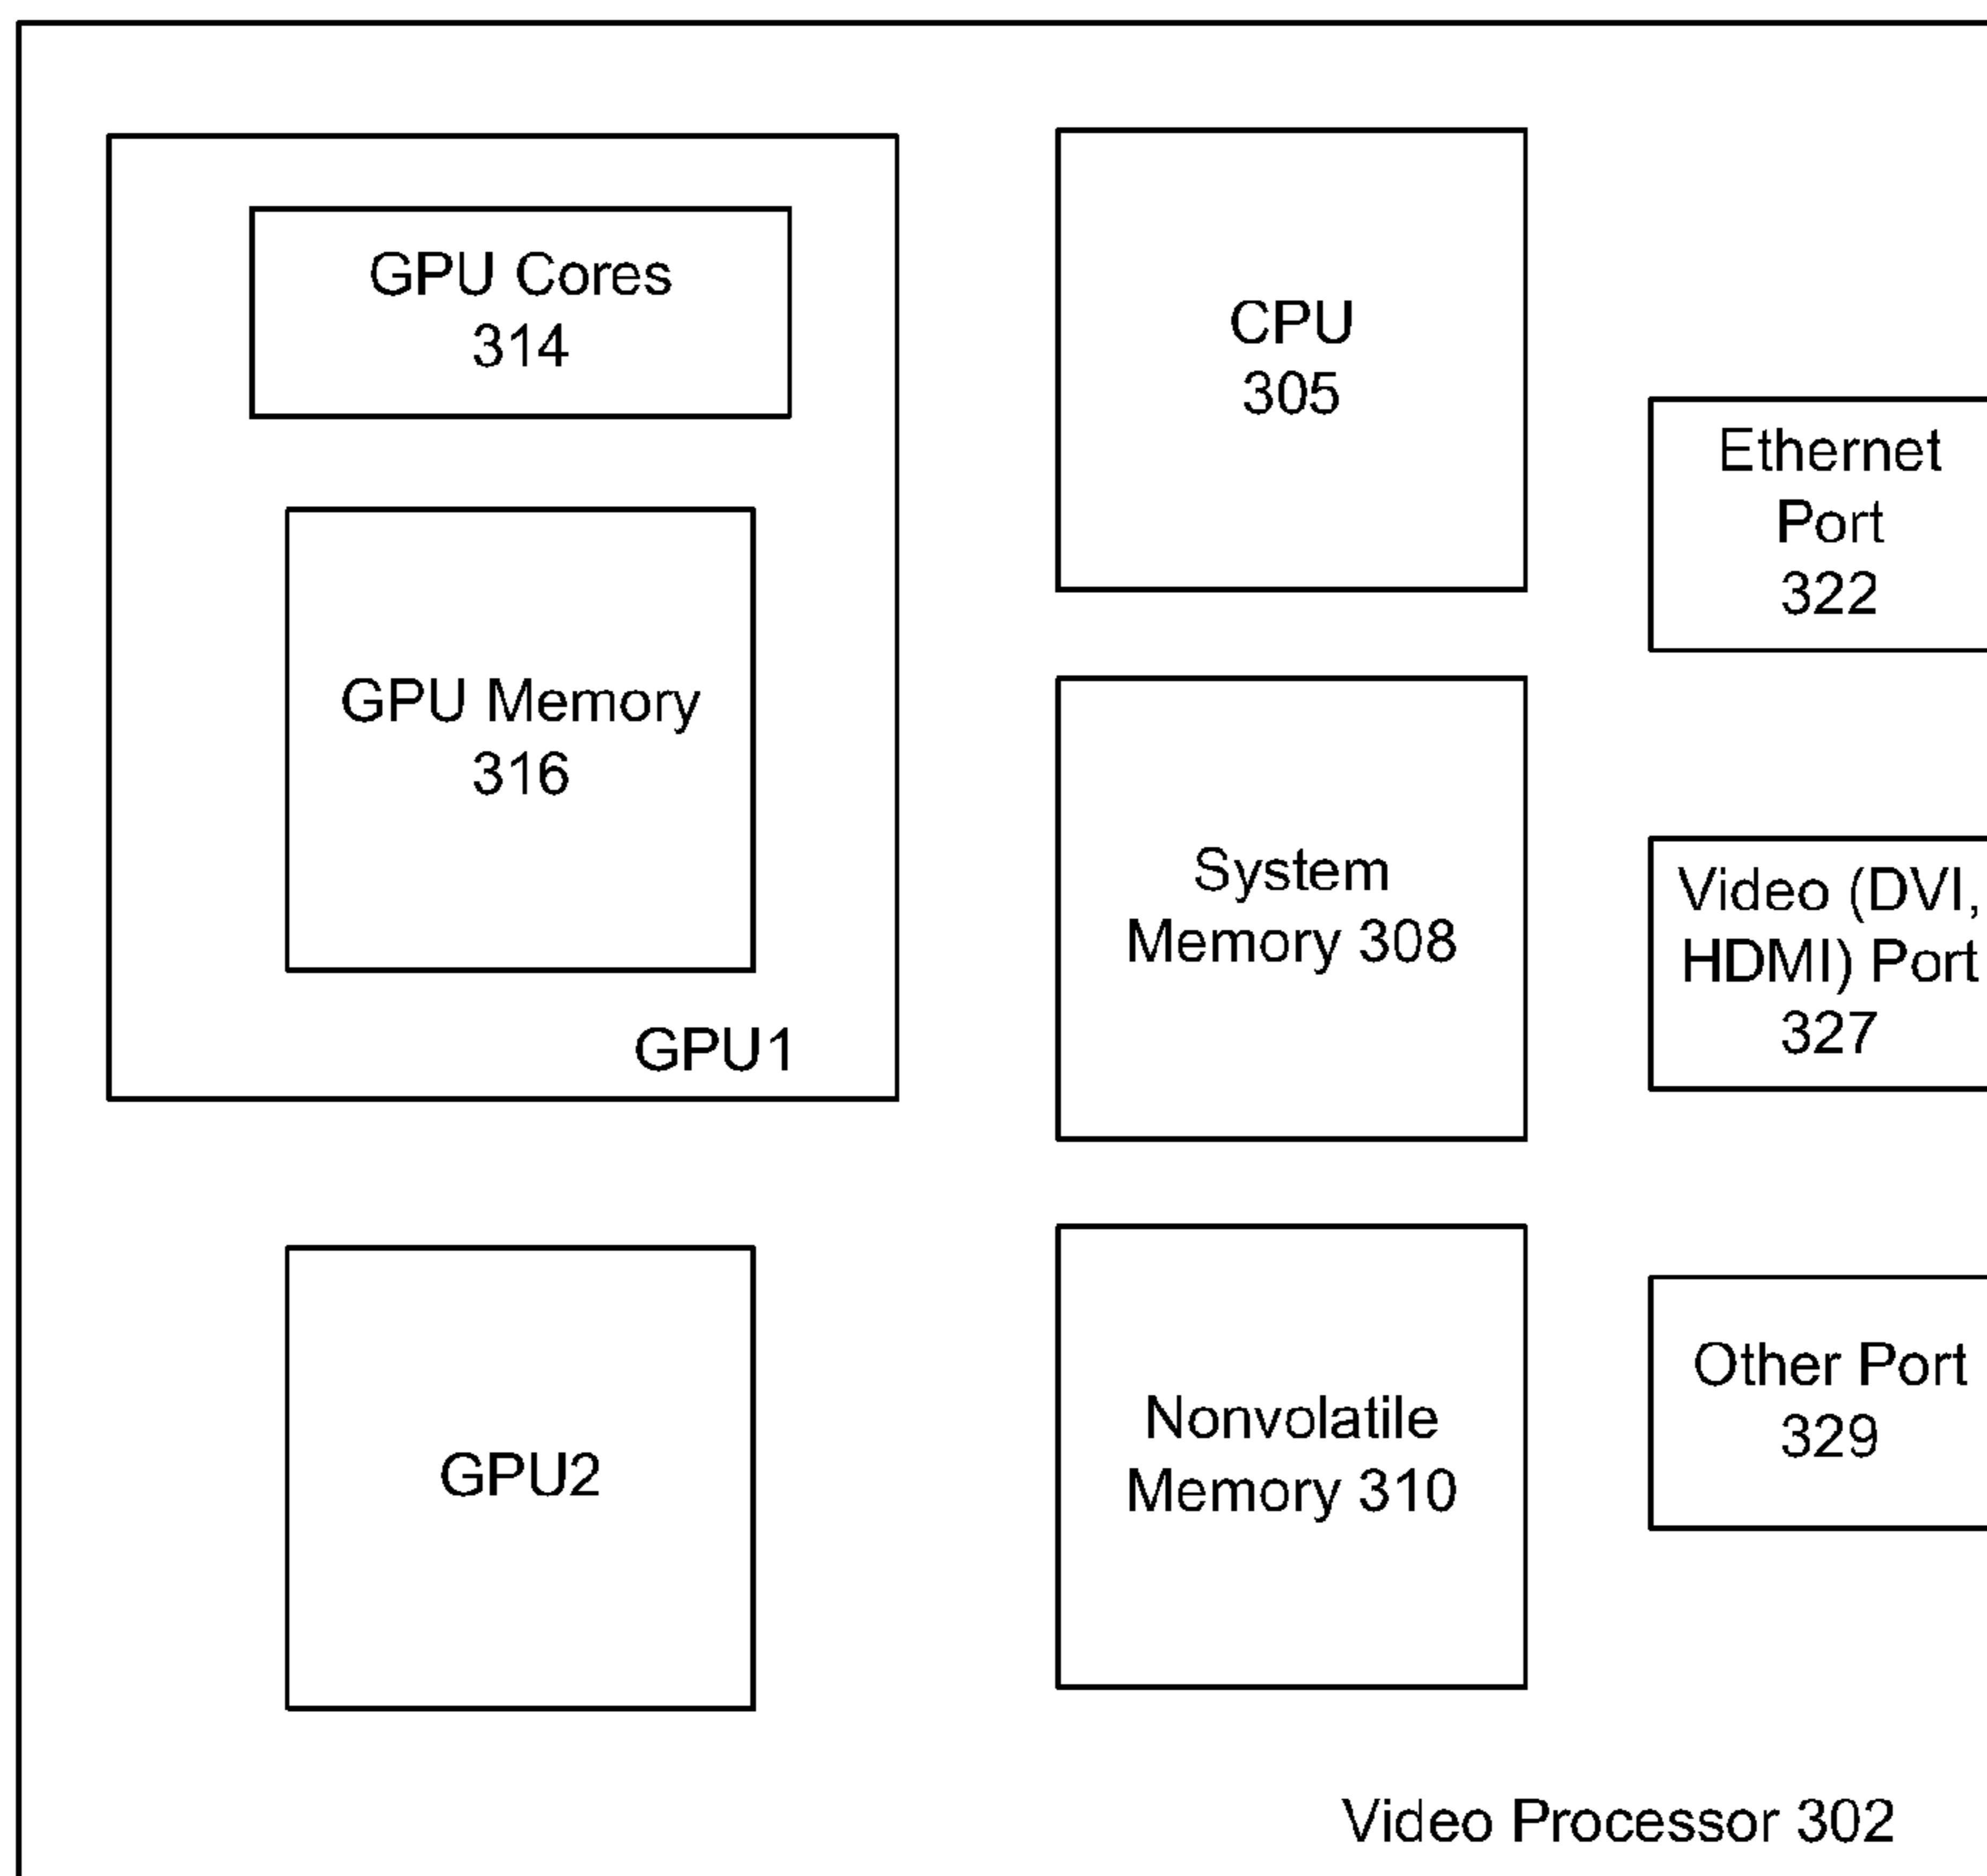 GPU Cores
314
GPU Memory
316
GPU1
GPU2
CPU
305
System
Memory 308
Nonvolatile
Memory 310
Ethernet
Port
322
Video (DVI,
HDMI) Port
327
Other Port
329
Video Processor 302